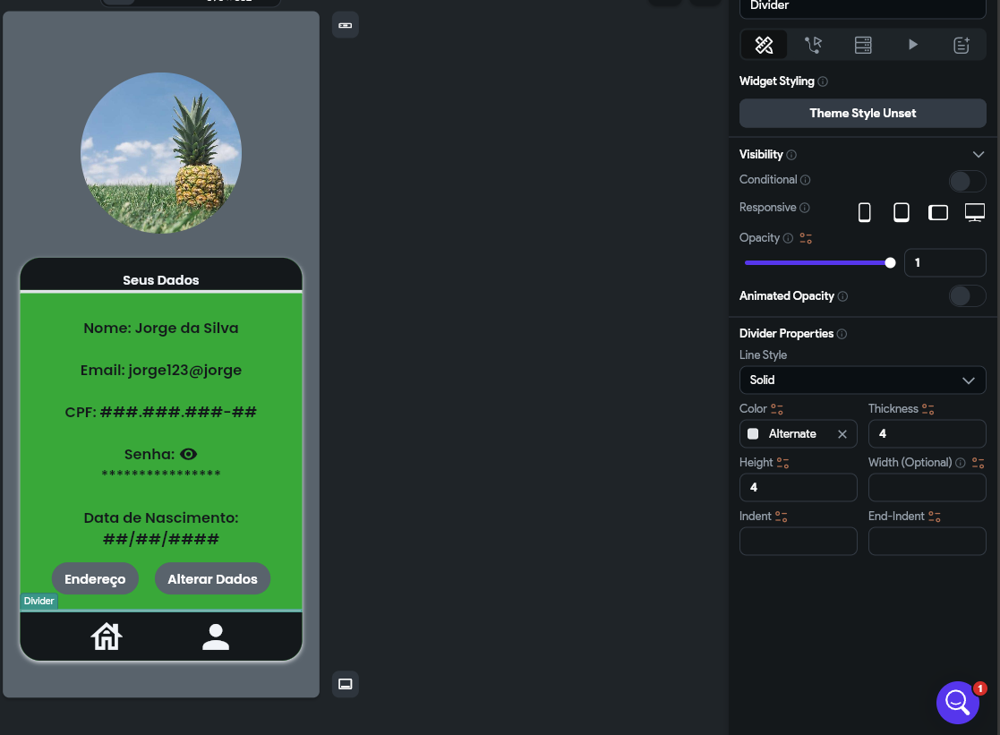 Divider
Widget Styling
Theme Style Unset
Visibility
Conditional
Responsive
Opacity
1
Animated Opacity
Divider Properties
Line Style
Solid
Color
Thickness
Alternate
4
Height
Width (Optional)
4
Indent
End-Indent
1
Seus Dados
Nome: Jorge da Silva
Email: jorge123@jorge
CPF: ###.###.###-##
Senha:
****************
Data de Nascimento:
##/##/####
Endereço
Alterar Dados
Divider